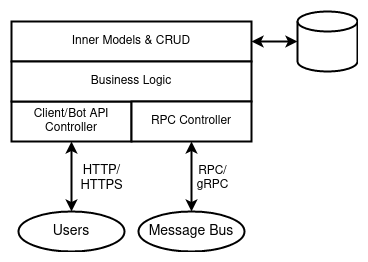 Inner Models & CRUD
Business Logic
Client/Bot API
Controller
RPC Controller
HTTP/
HTTPS
RPC/
gRPC
Users
Message Bus